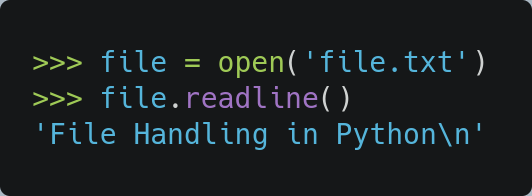 >>> file = open('file.txt')
>>> file.readline()
'File Handling in Python\n'